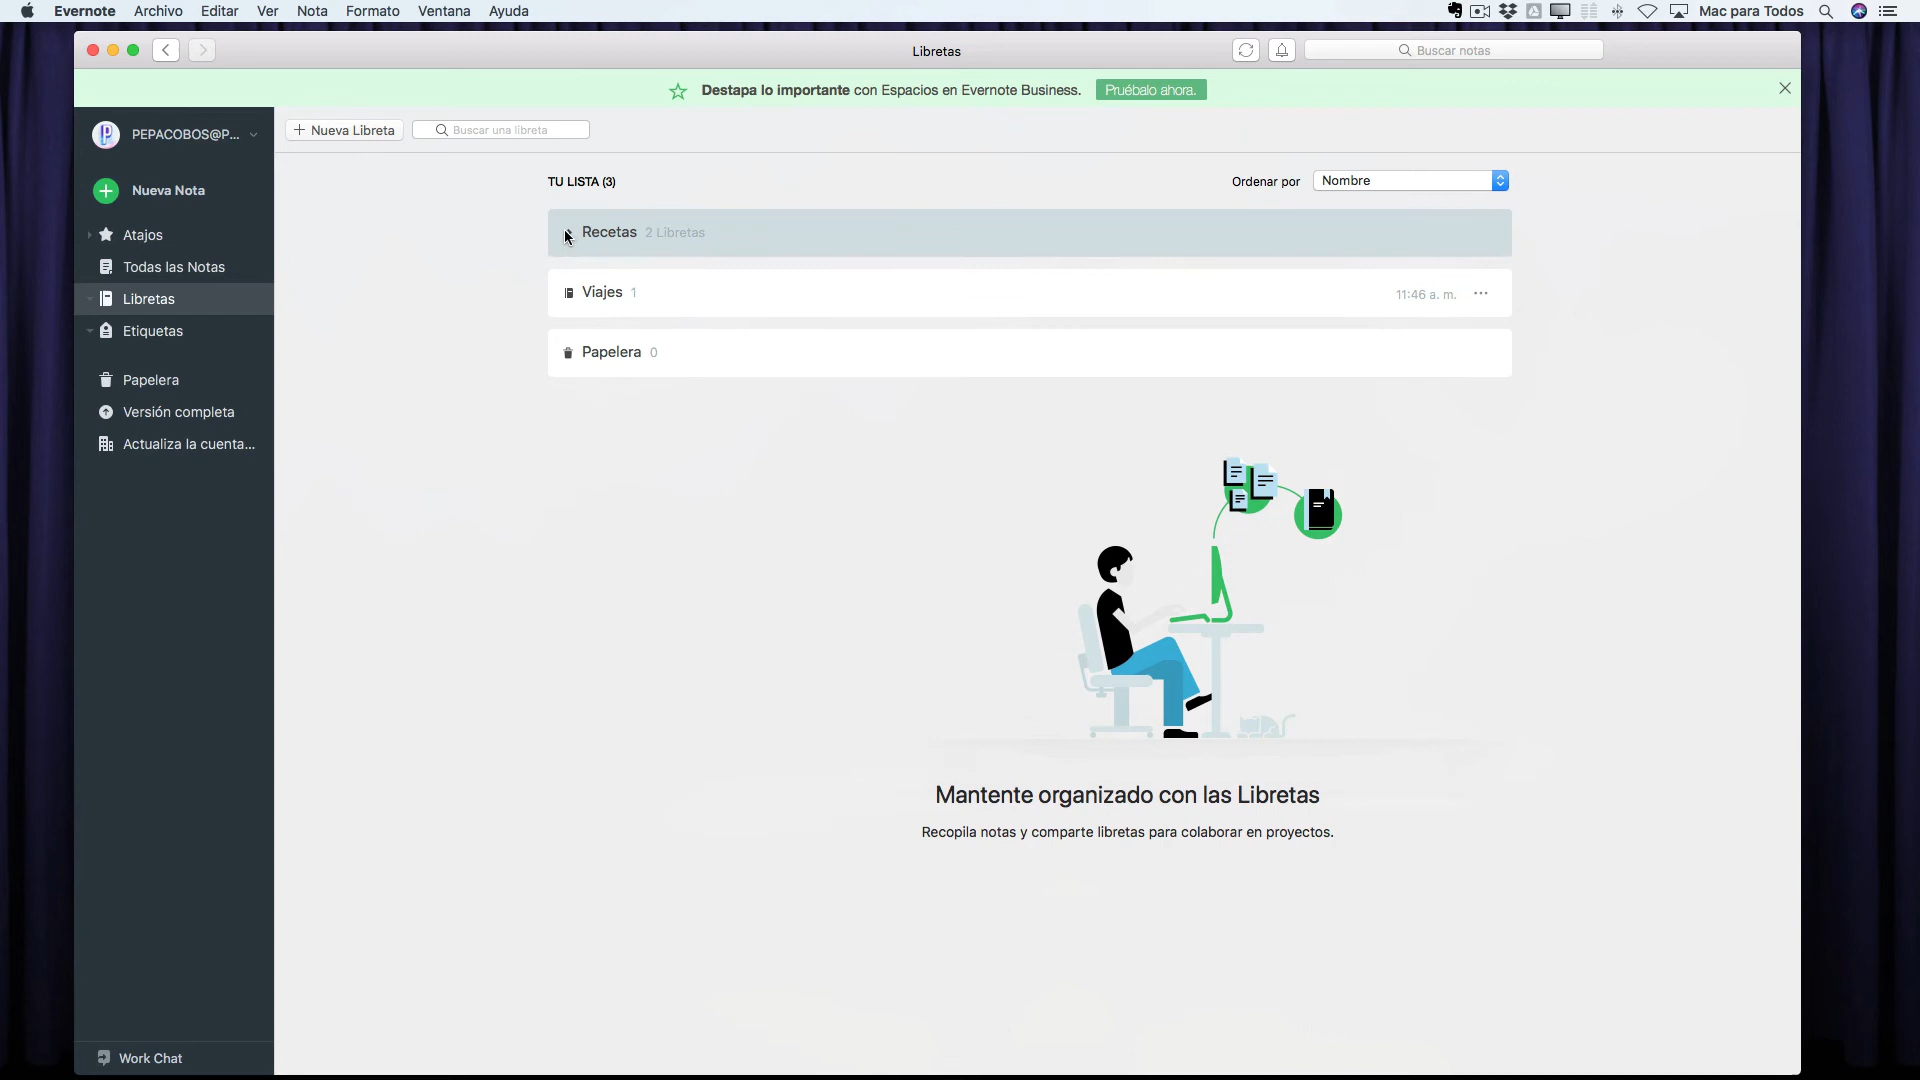 Evernote Archivo Editar Ver Nota Formato Ventana Ayuda Mac para Todos
Libretas
Buscar notas
Destapa lo importante con Espacios en Evernote Business. Pruébalo ahora.
PEPACOBOS@P...
Nueva Libreta
Buscar una libreta
Nueva Nota
Atajos
Todas las Notas
Libretas
Etiquetas
Papelera
Versión completa
Actualiza la cuenta...
Work Chat
TU LISTA (3)
Ordenar por Nombre
Recetas 2 Libretas
Viajes 1 11:46 a. m.
Papelera 0
Mantente organizado con las Libretas
Recopila notas y comparte libretas para colaborar en proyectos.